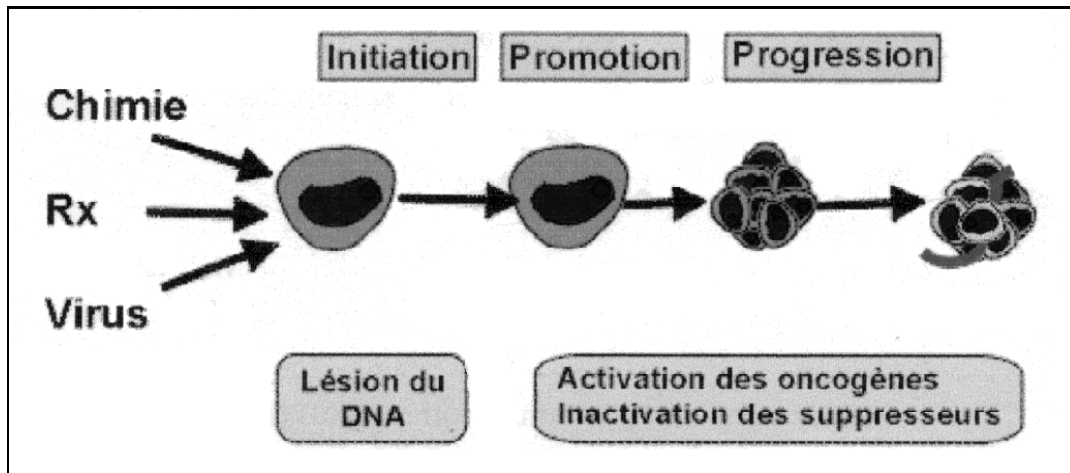 Initiation
Promotion
Progression
Chimie
Rx
Virus
Lésion du
DNA
Activation des oncogènes
Inactivation des suppresseurs